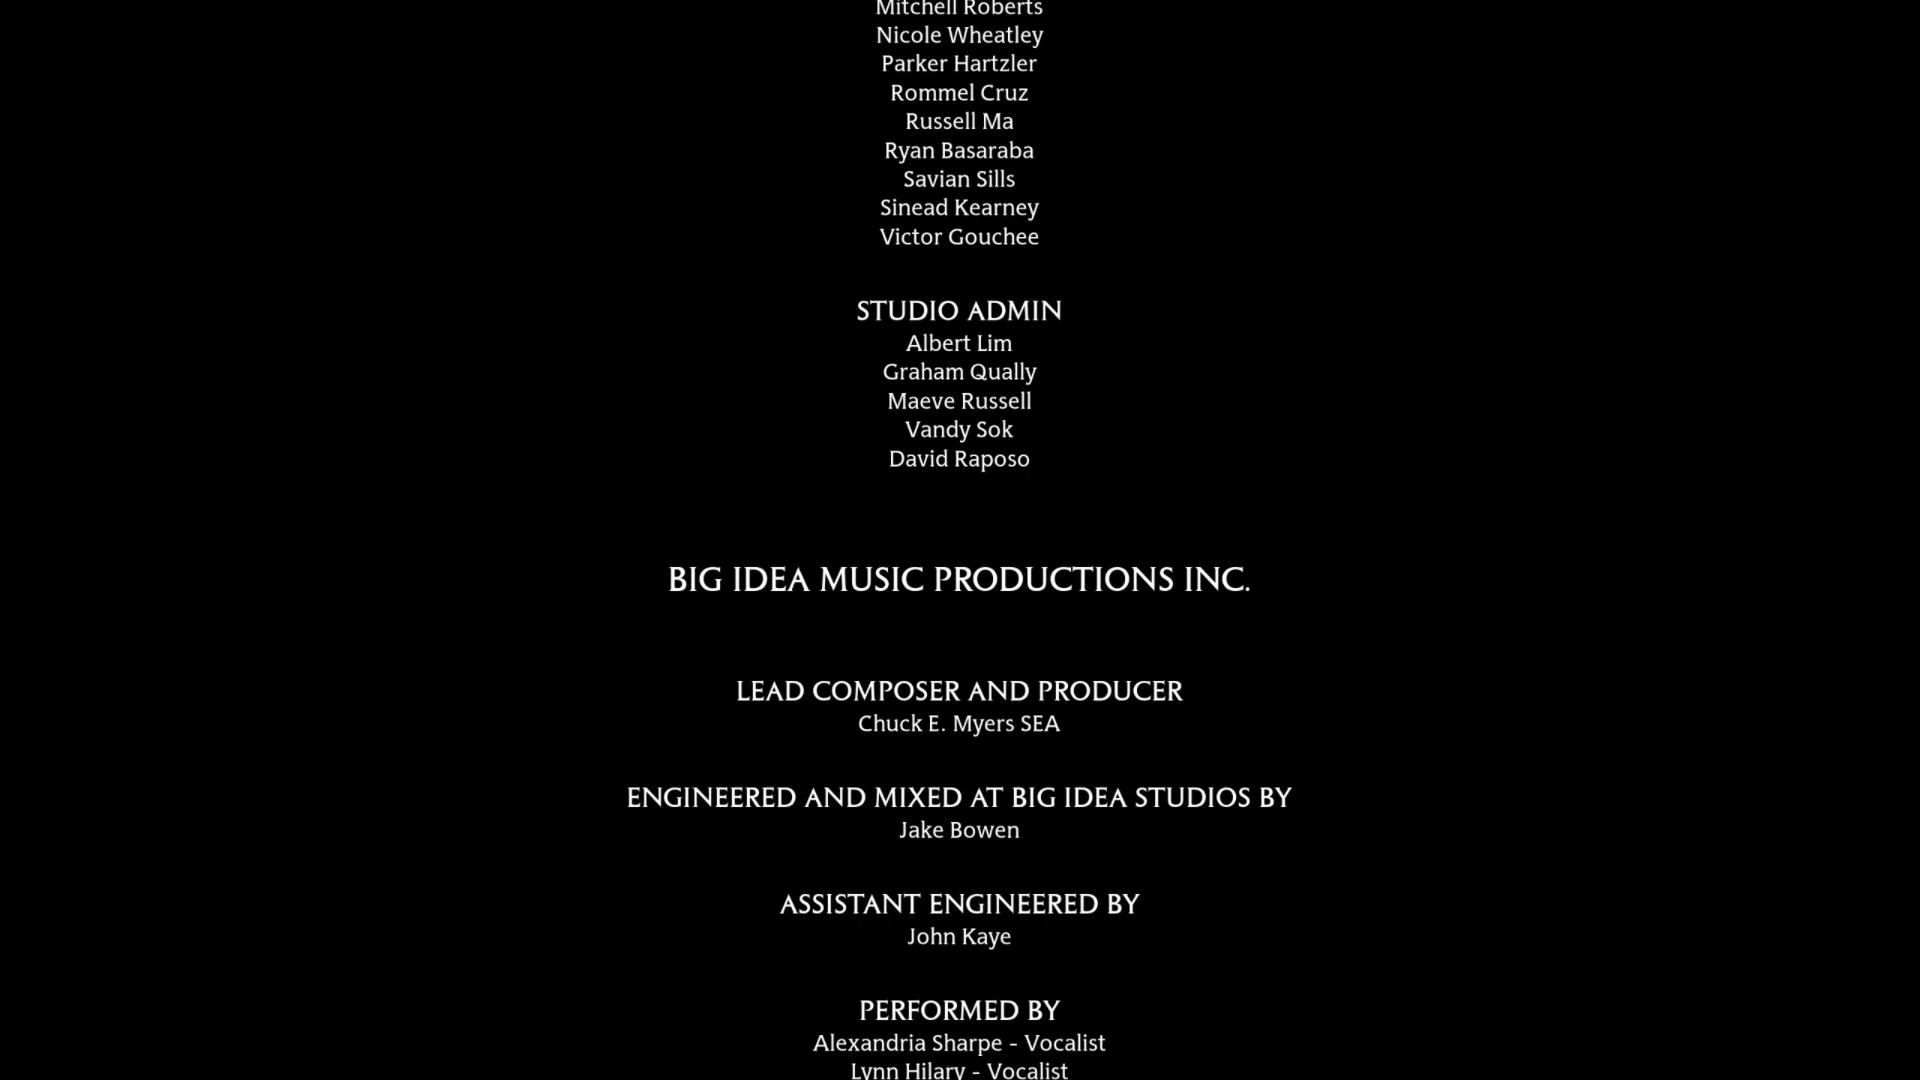 Mitchell Roberts
Nicole Wheatley
Parker Hartzler
Rommel Cruz
Russell Ma
Ryan Basaraba
Savian Sills
Sinead Kearney
Victor Gouchee
STUDIO ADMIN
Albert Lim
Graham Qually
Maeve Russell
Vandy Sok
David Raposo
BIG IDEA MUSIC PRODUCTIONS INC.
LEAD COMPOSER AND PRODUCER
Chuck E. Myers SEA
ENGINEERED AND MIXED AT BIG IDEA STUDIOS BY
Jake Bowen
ASSISTANT ENGINEERED BY
John Kaye
PERFORMED BY
Alexandria Sharpe - Vocalist
Lynn Hilary - Vocalist